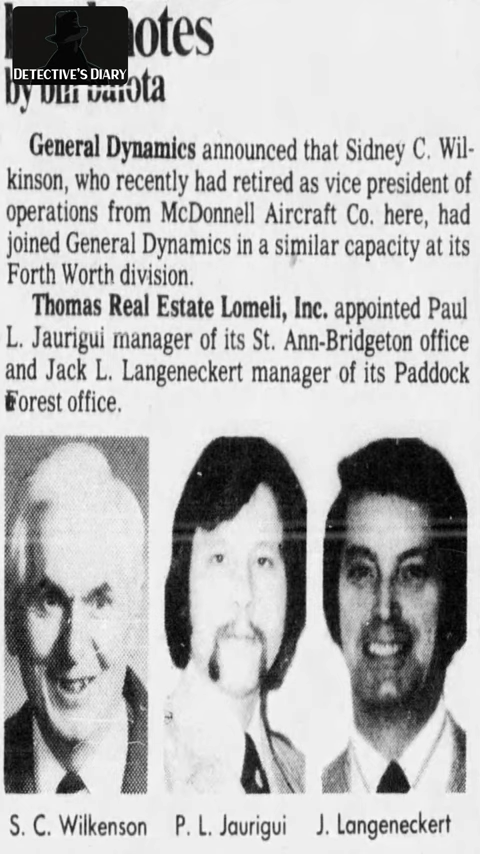 notes
DETECTIVE'S DIARY
by bill
General Dynamics announced that Sidney C. Wil-
kinson, who recently had retired as vice president of
operations from McDonnell Aircraft Co. here, had
joined General Dynamics in a similar capacity at its
Forth Worth division.
Thomas Real Estate Lomeli, Inc. appointed Paul
L. Jaurigui manager of its St. Ann-Bridgeton office
and Jack L. Langeneckert manager of its Paddock
Forest office.
S. C. Wilkenson P. L. Jaurigui J. Langeneckert